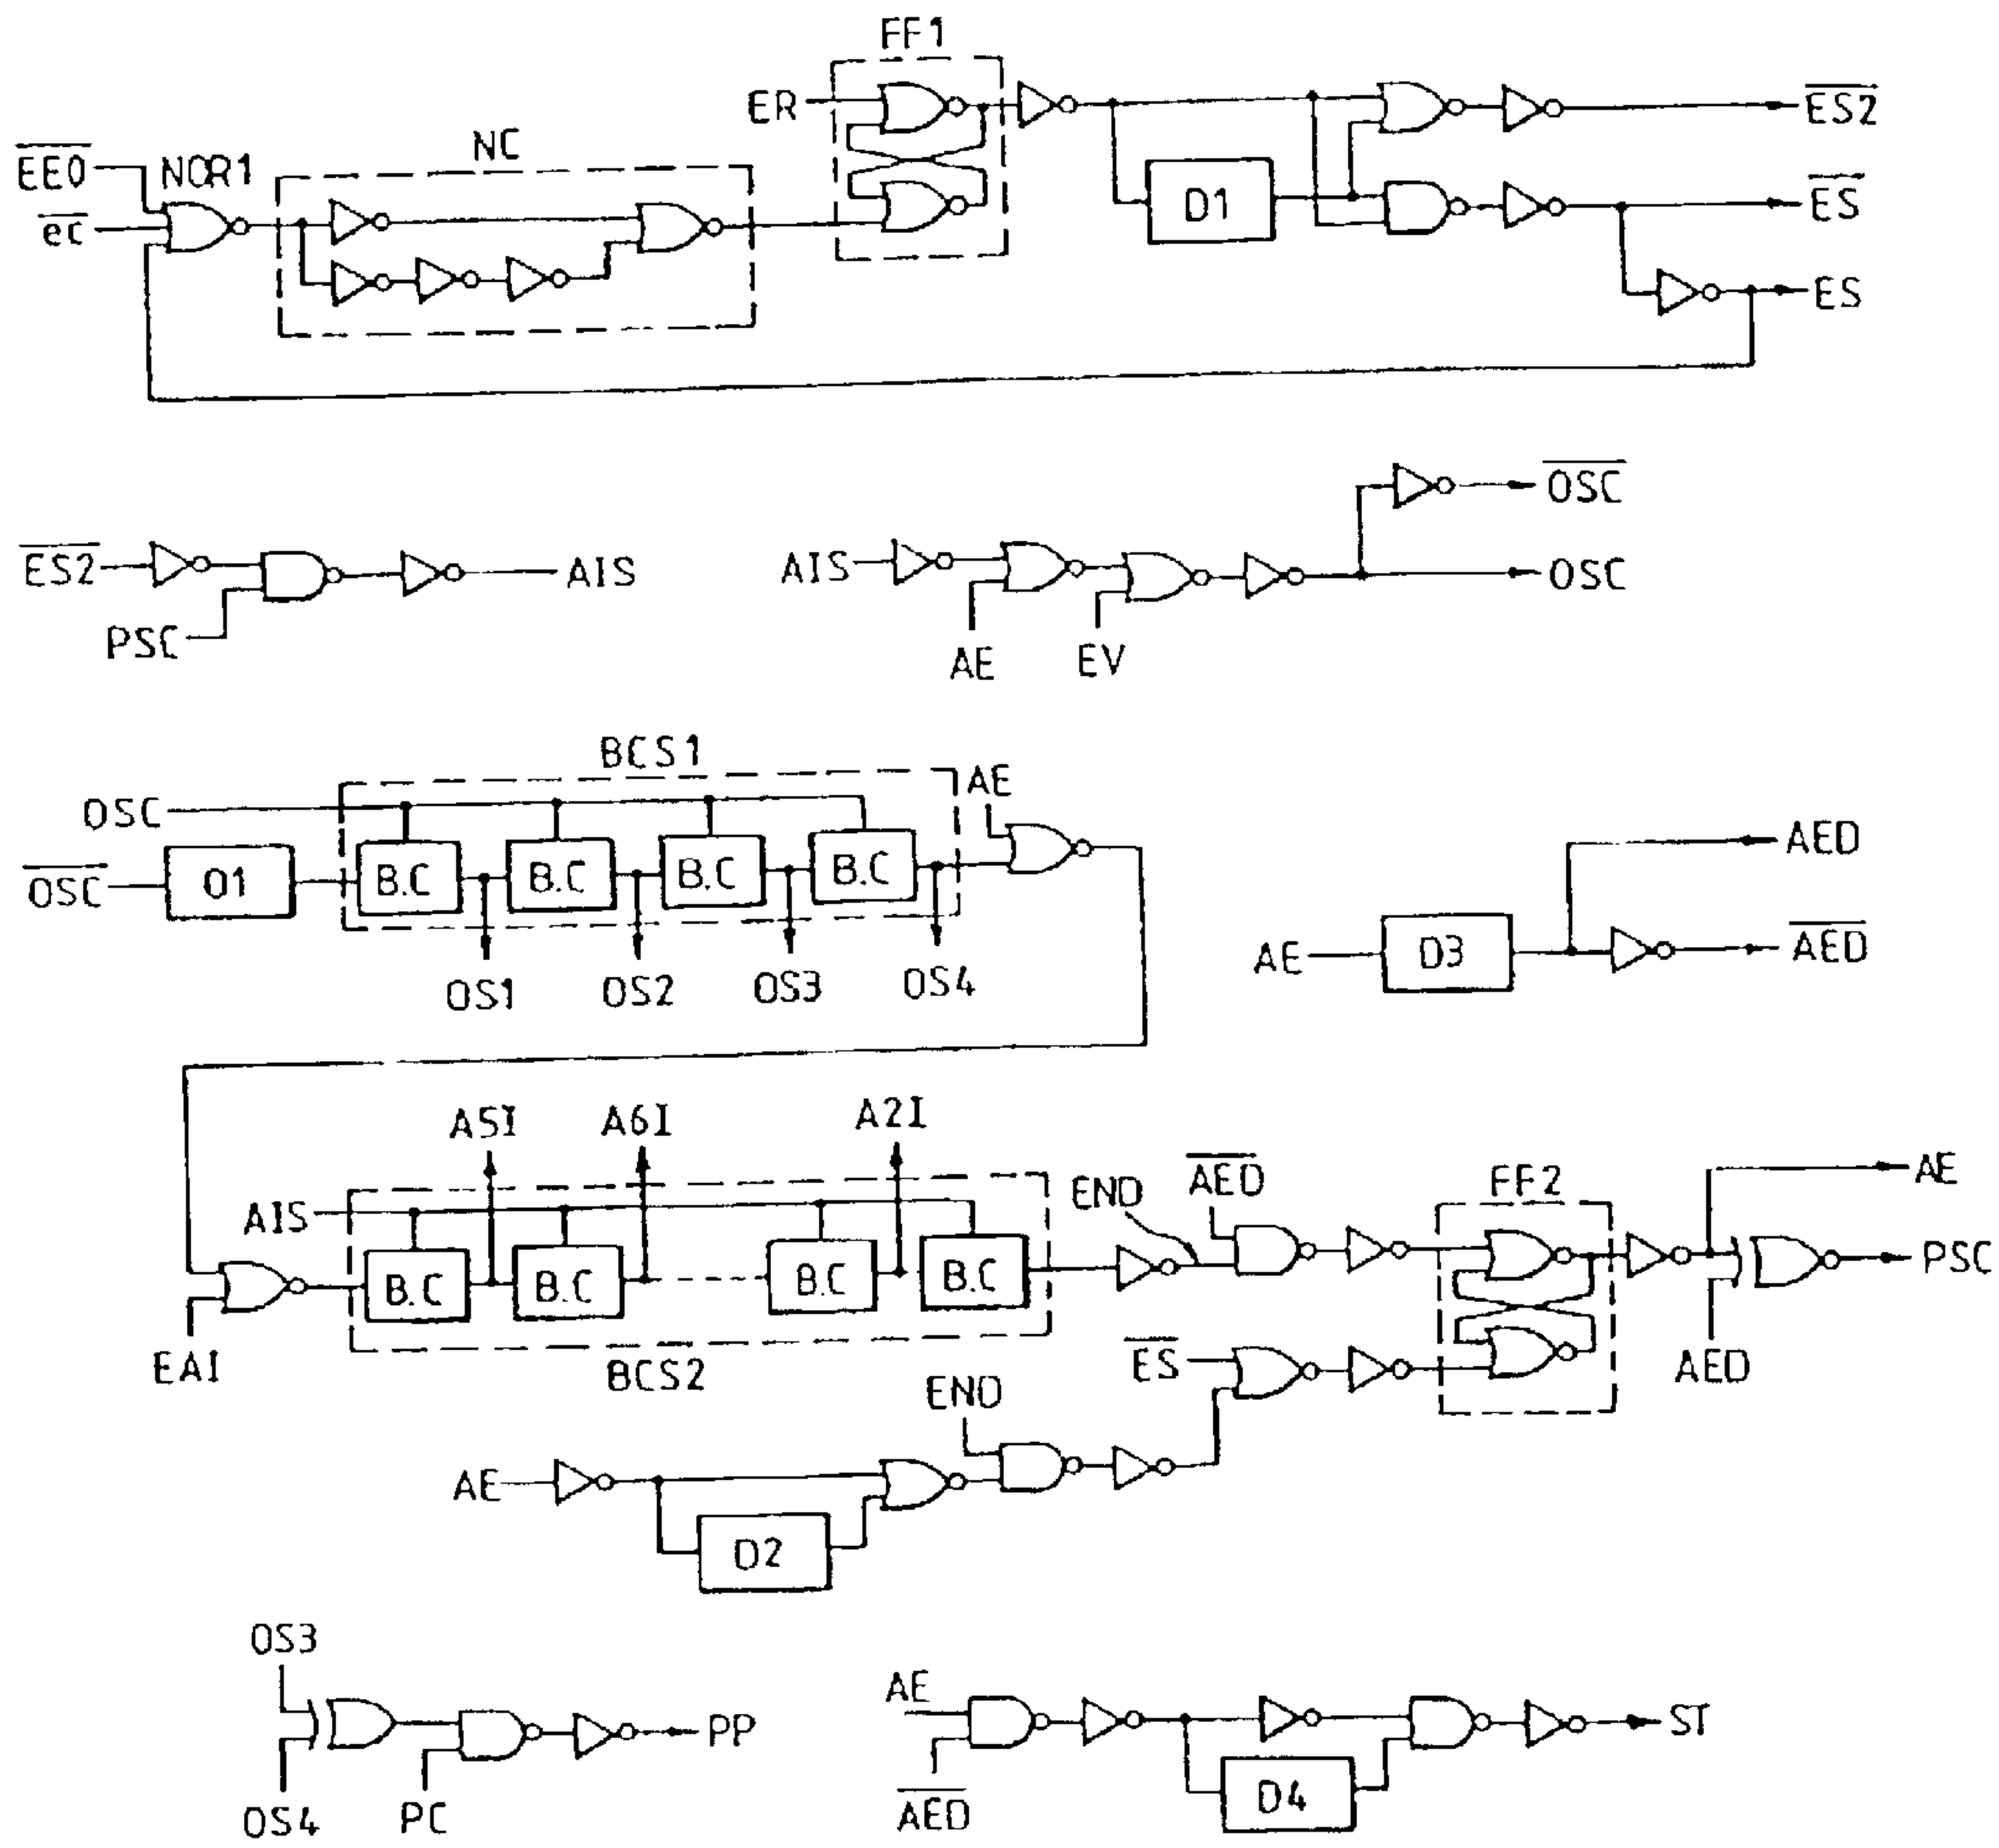 FF1
ER
ES2
NC
EEO
NOR1
D1
ES
ec
ES
OSC
ES2
AIS
AIS
OSC
PSC
AE
EV
BCS1
AE
OSC
AED
OSC
O1
B.C
B.C
B.C
B.C
AE
D3
AED
OS1
OS2
OS3
OS4
A5I
A6I
A2I
AED
FF2
AE
END
AIS
PSC
B.C
B.C
B.C
B.C
EAI
BCS2
ES
AED
END
AE
D2
OS3
AE
PP
ST
OS4
PC
AED
D4